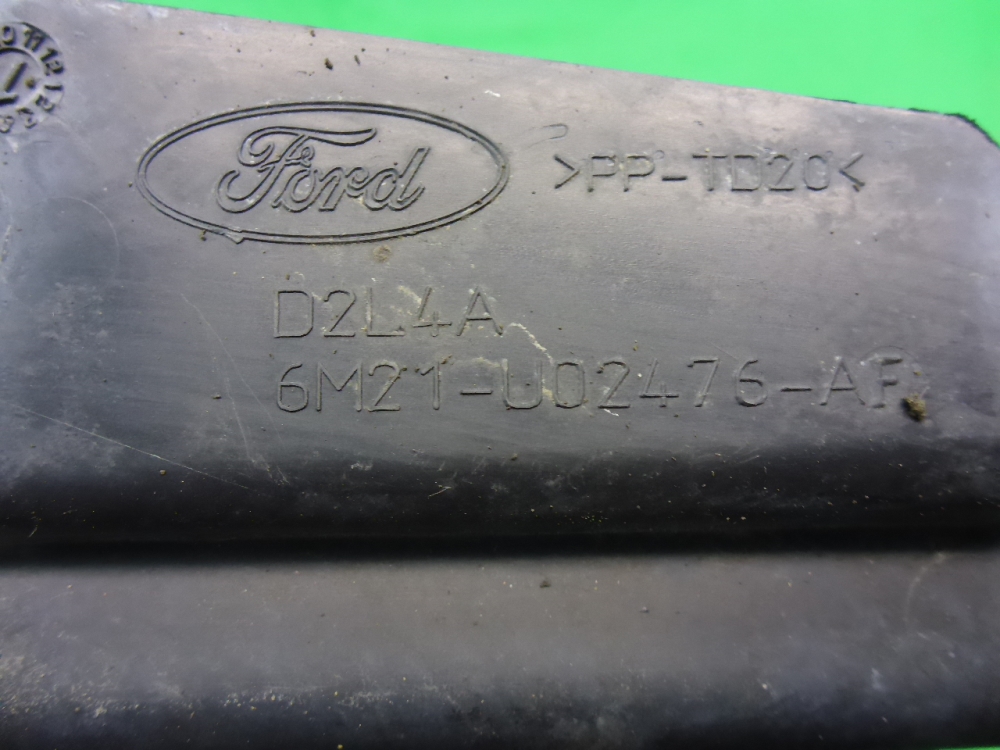 Ford
>PP-TD20<
D2L4A
6M21-U02476-AF